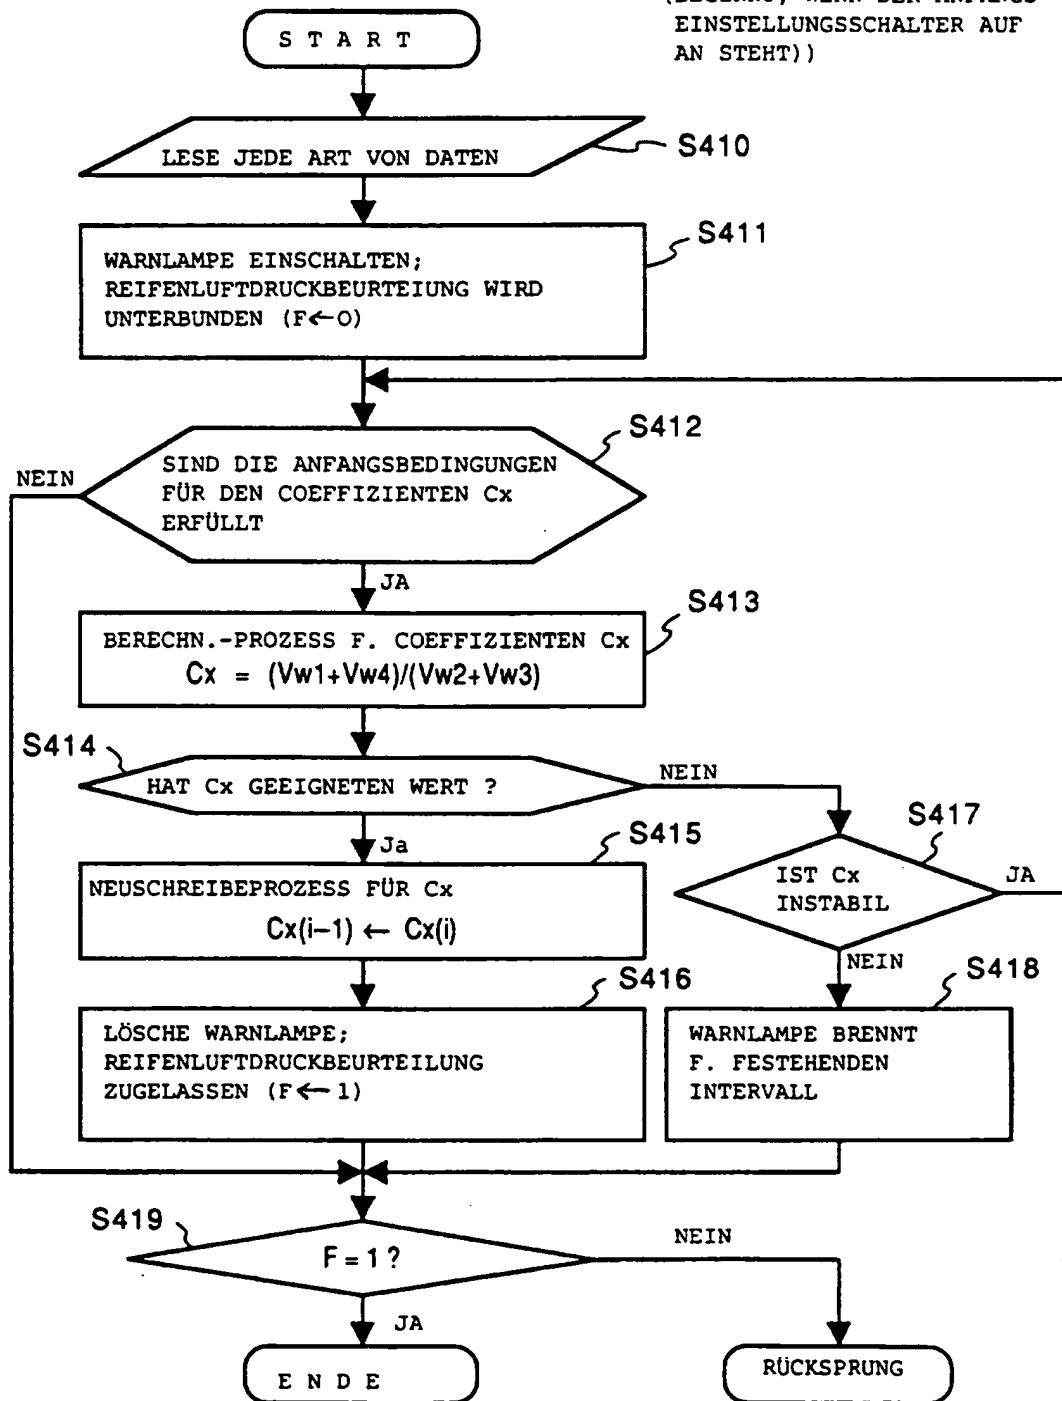 EINSTELLUNGSSCHALTER AUF
AN STEHT))
START
LESE JEDE ART VON DATEN
S410
S411
WARNLAMPE EINSCHALTEN;
REIFENLUFTDRUCKBEURTEIUNG WIRD
UNTERBUNDEN (F←0)
S412
NEIN
SIND DIE ANFANGSBEDINGUNGEN
FÜR DEN COEFFIZIENTEN Cx
ERFÜLLT
JA
S413
BERECHN.-PROZESS F. COEFFIZIENTEN Cx
Cx = (Vw1+Vw4)/(Vw2+Vw3)
S414
HAT Cx GEEIGNETEN WERT ?
NEIN
Ja
S415
NEUSCHREIBEPROZESS FÜR Cx
Cx(i-1) ← Cx(i)
S417
IST Cx
INSTABIL
JA
NEIN
S416
LÖSCHE WARNLAMPE;
REIFENLUFTDRUCKBEURTEILUNG
ZUGELASSEN (F←1)
S418
WARNLAMPE BRENNT
F. FESTEHENDEN
INTERVALL
S419
F=1?
NEIN
JA
ENDE
RÜCKSPRUNG